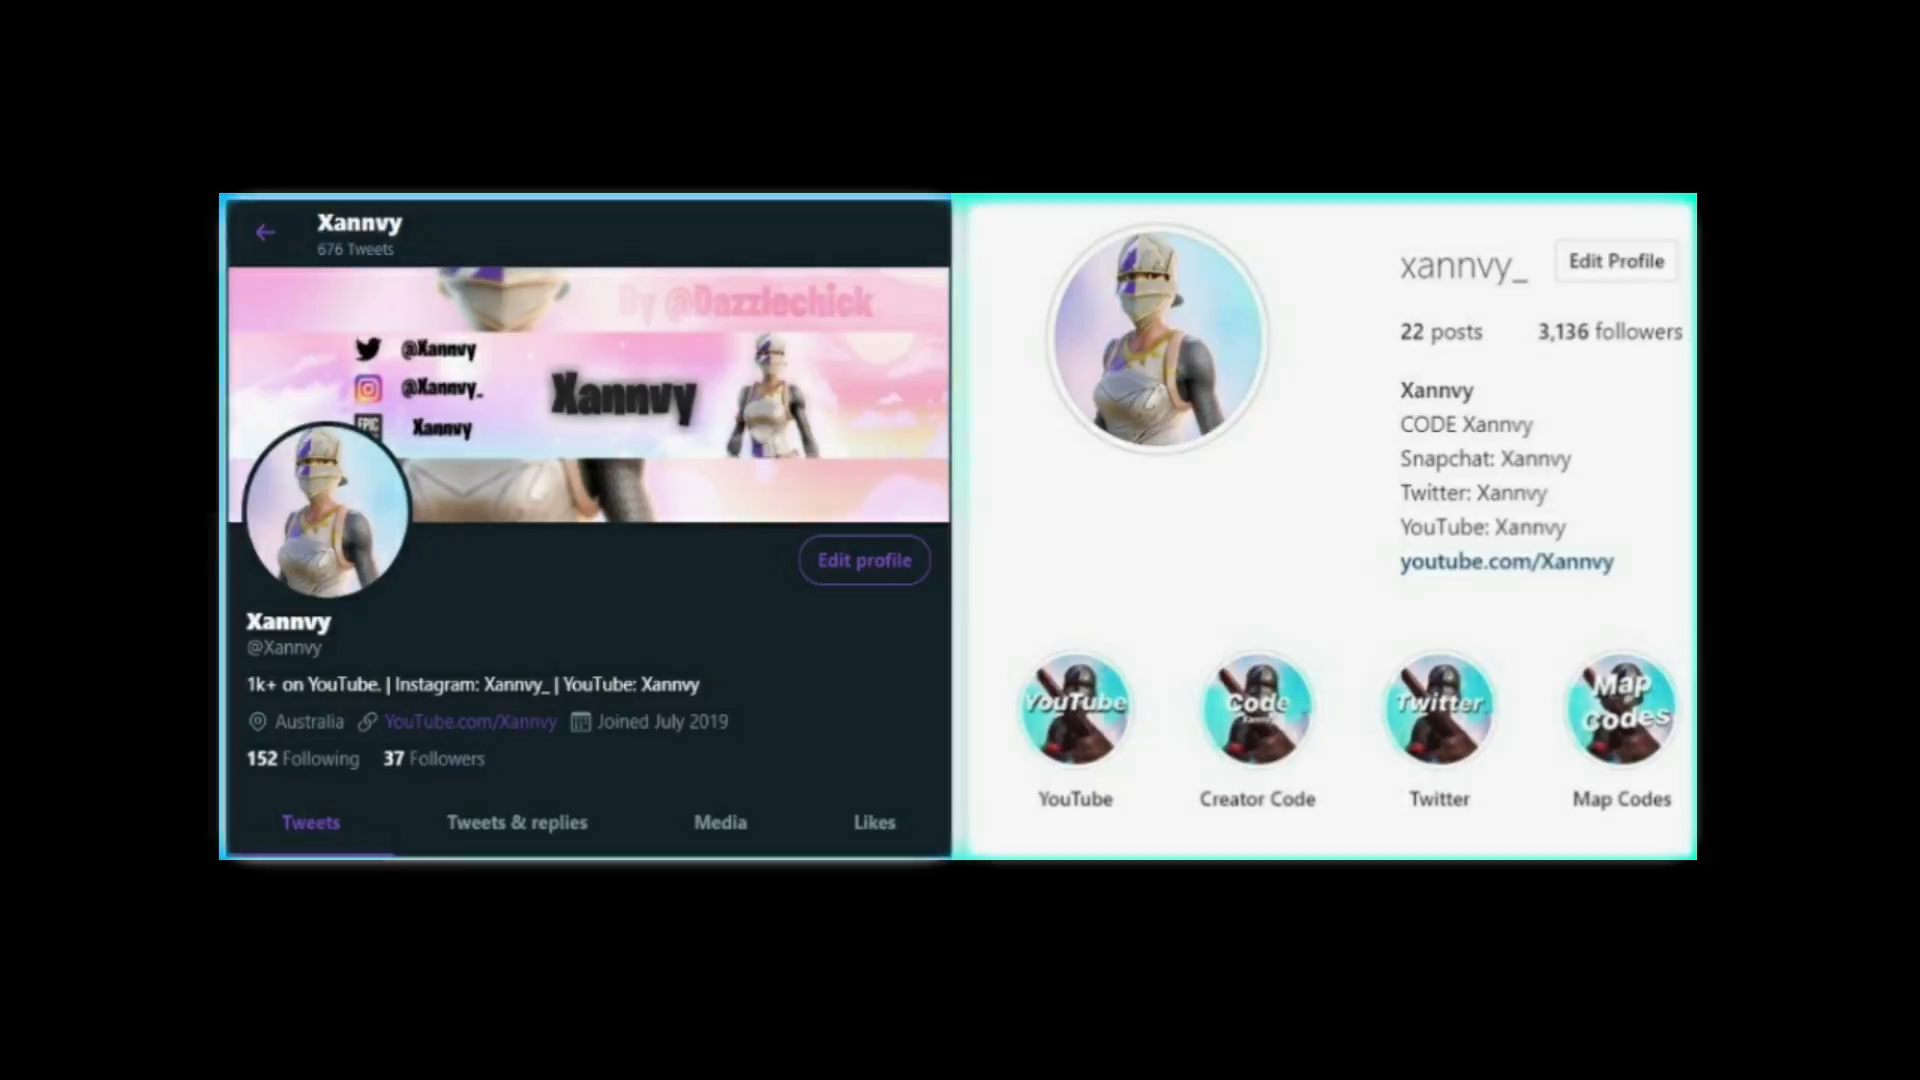 Xannvy
676 Tweets
By @Dazzlechick
@Xannvy
@Xannvy_
EPIC
Xannvy
Xannvy
Edit profile
Xannvy
@Xannvy
1k+ on YouTube. | Instagram: Xannvy_ | YouTube: Xannvy
Australia YouTube.com/Xannvy Joined July 2019
152 Following 37 Followers
Tweets Tweets & replies Media Likes
xannvy_ Edit Profile
22 posts 3,136 followers
Xannvy
CODE Xannvy
Snapchat: Xannvy
Twitter: Xannvy
YouTube: Xannvy
youtube.com/Xannvy
YouTube
Code
Xannvy
Twitter
Map
Codes
YouTube Creator Code Twitter Map Codes